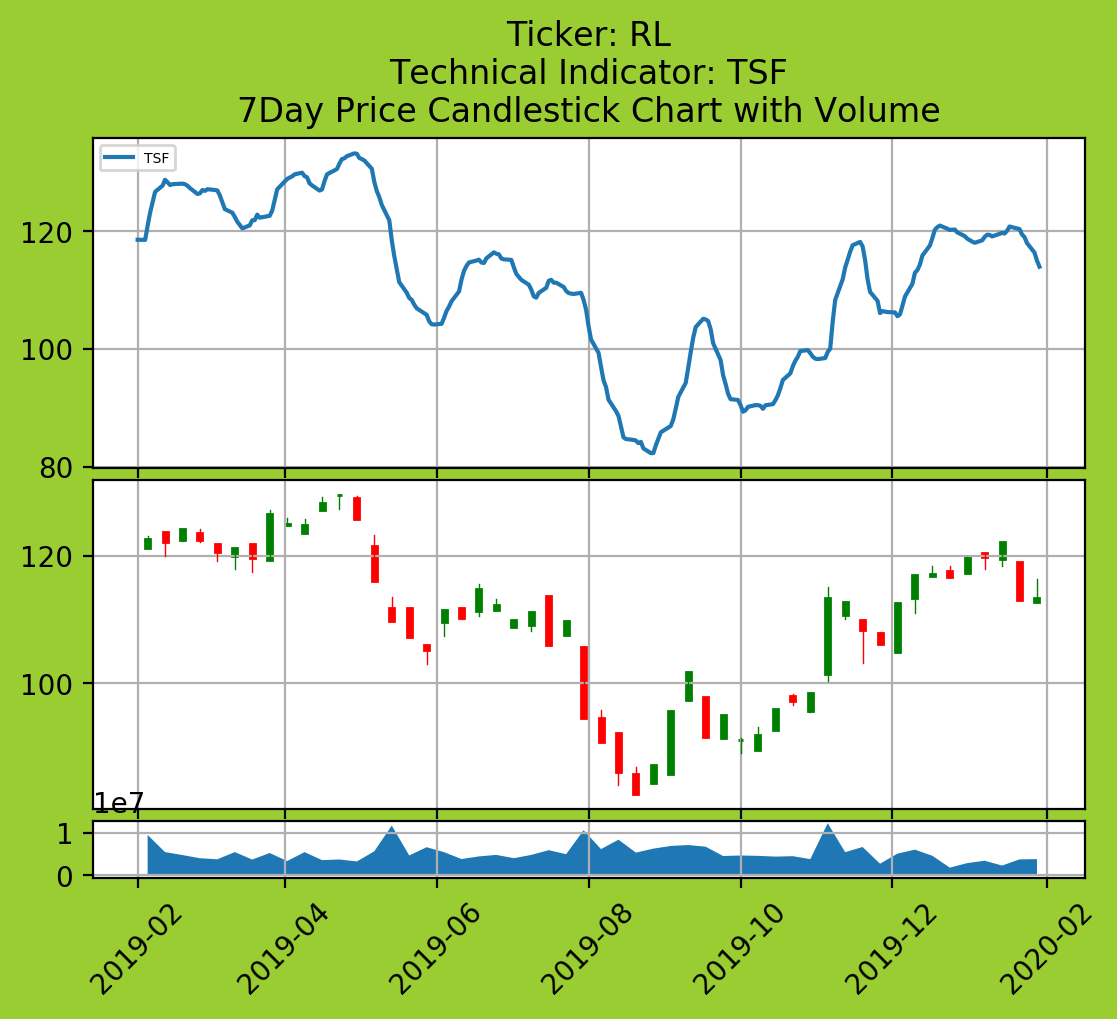 Ticker: RL
Technical Indicator: TSF
7Day Price Candlestick Chart with Volume
TSF
120
100
80
120
100
1e7
1
0
2019-02
2019-04
2019-06
2019-08
2019-10
2019-12
2020-02